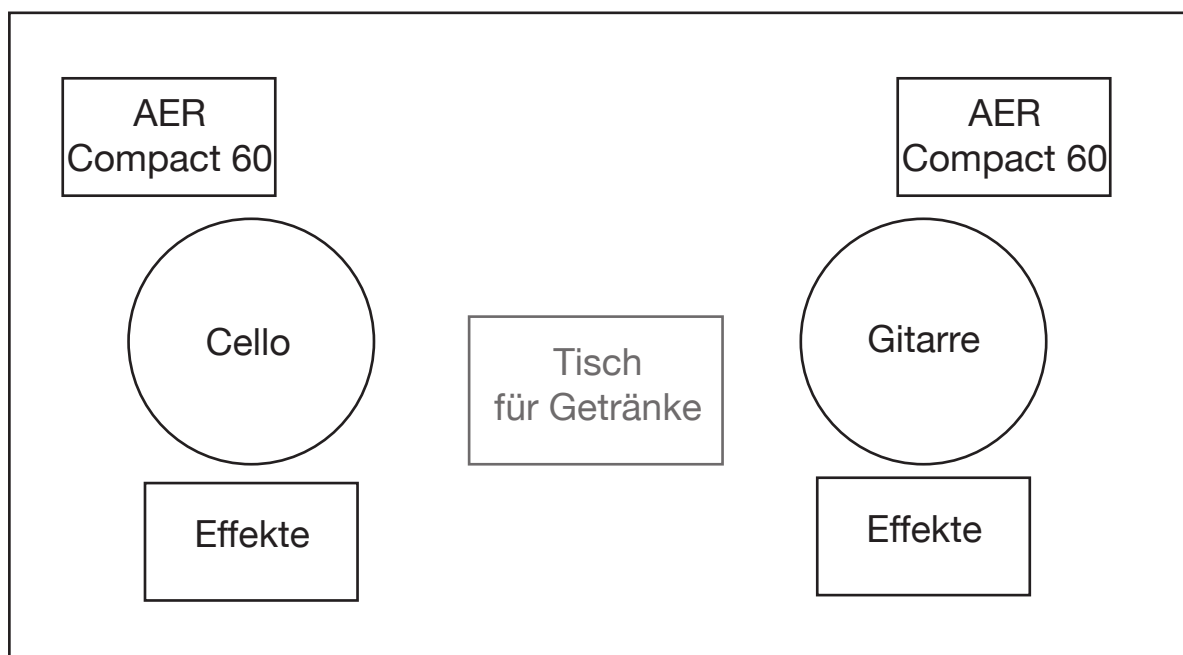 AER
Compact 60
AER
Compact 60
Cello
Tisch
für Getränke
Gitarre
Effekte
Effekte